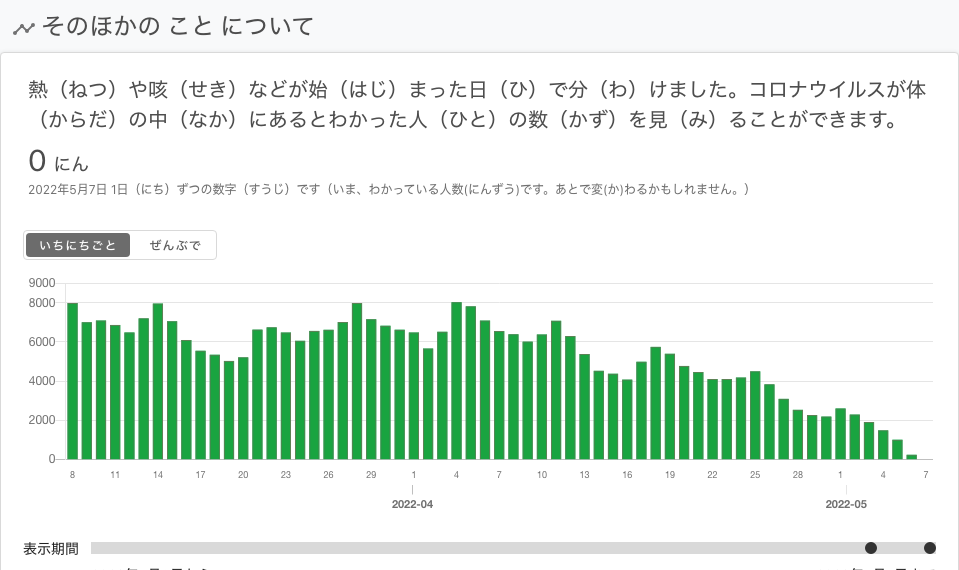 そのほかの こと について
熱（ねつ）や咳（せき）などが始（はじ）まった日（ひ）で分（わ）けました。コロナウイルスが体
（からだ）の中（なか）にあるとわかった人（ひと）の数（かず）を見（み）ることができます。
0 にん
2022年5月7日 1日（にち）ずつの数字（すうじ）です（いま、わかっている人数(にんずう)です。あとで変(か)わるかもしれません。）
いちにちごと ぜんぶで
9000
8000
6000
4000
2000
0
8 11 14 17 20 23 26 29 1 4 7 10 13 16 19 22 25 28 1 4 7
2022-04 2022-05
表示期間